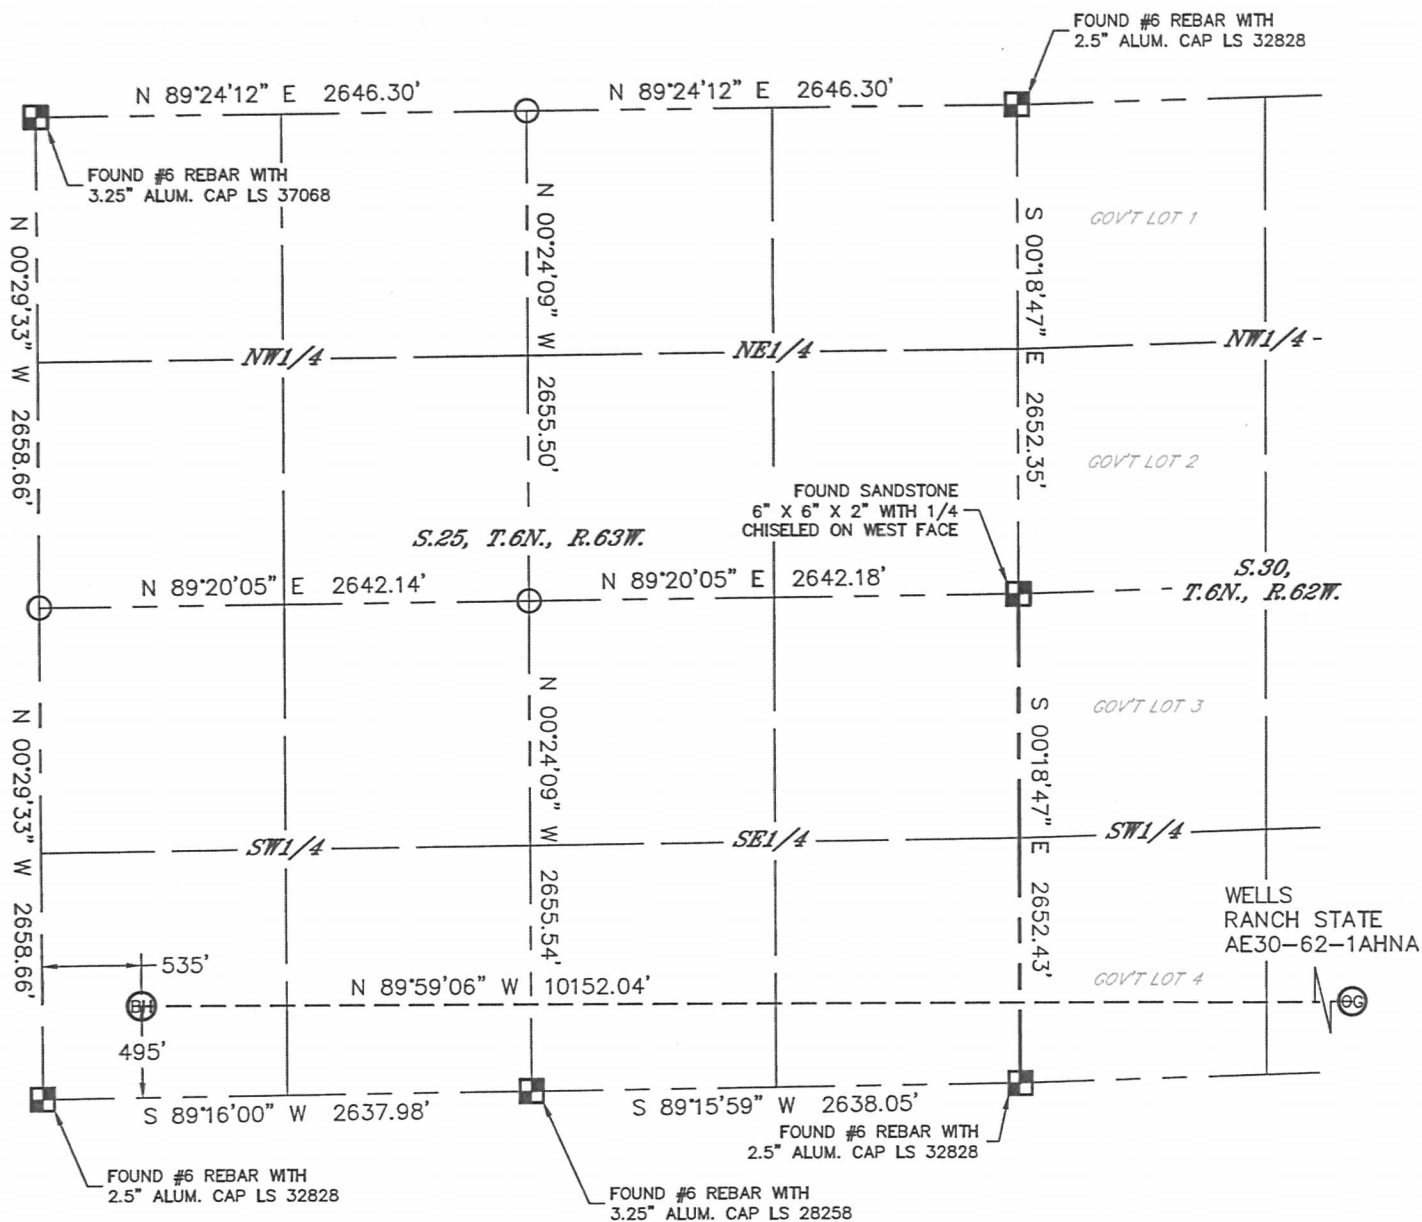 FOUND #6 REBAR WITH
2.5" ALUM. CAP LS 32828
N 89°24'12" E 2646.30'
N 89°24'12" E 2646.30'
FOUND #6 REBAR WITH
3.25" ALUM. CAP LS 37068
N 00°29'33" W 2658.66'
N 00°24'09" W 2655.50'
S 00°18'47" E 2652.35'
GOV'T LOT 1
NW1/4
NE1/4
NW1/4
GOV'T LOT 2
FOUND SANDSTONE
6" X 6" X 2" WITH 1/4
CHISELED ON WEST FACE
S.25, T.6N., R.63W.
N 89°20'05" E 2642.14'
N 89°20'05" E 2642.18'
S.30,
T.6N., R.62W.
N 00°29'33" W 2658.66'
N 00°24'09" W 2655.54'
S 00°18'47" E 2652.43'
GOV'T LOT 3
SW1/4
SE1/4
SW1/4
WELLS
RANCH STATE
AE30-62-1AHNA
535'
N 89°59'06" W 10152.04'
GOV'T LOT 4
BH
OG
495'
S 89°16'00" W 2637.98'
S 89°15'59" W 2638.05'
FOUND #6 REBAR WITH
2.5" ALUM. CAP LS 32828
FOUND #6 REBAR WITH
2.5" ALUM. CAP LS 32828
FOUND #6 REBAR WITH
3.25" ALUM. CAP LS 28258